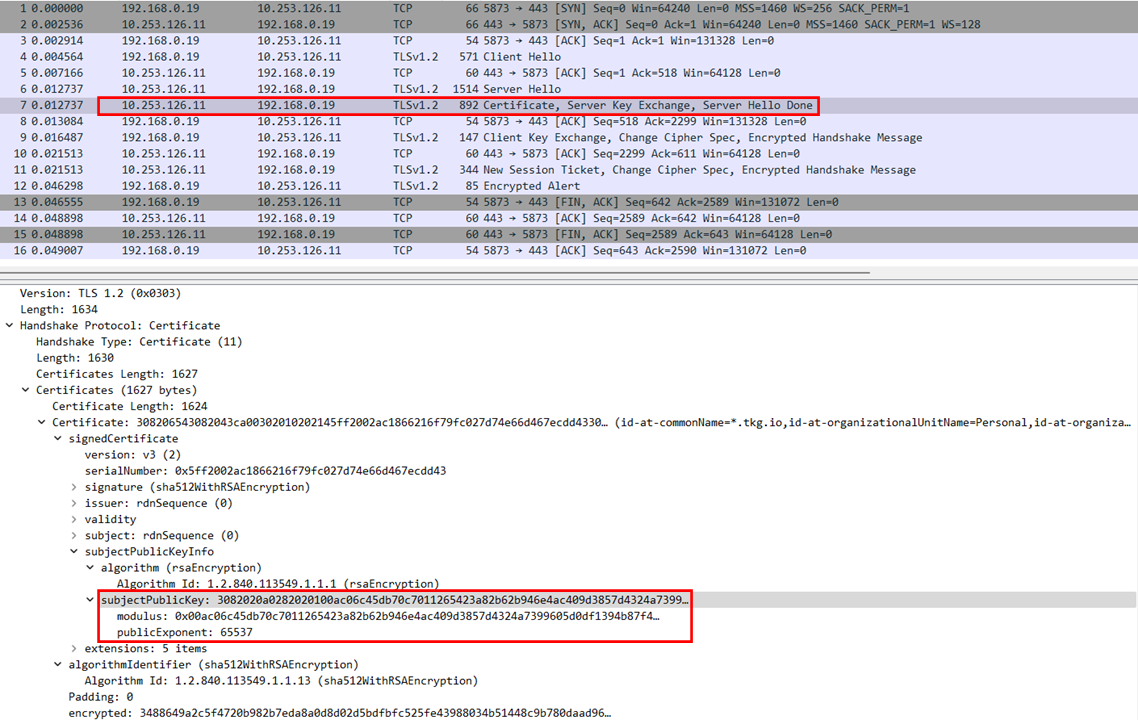 1 0.000000 192.168.0.19 10.253.126.11 TCP 66 5873 → 443 [SYN] Seq=0 Win=64240 Len=0 MSS=1460 WS=256 SACK_PERM=1
2 0.002536 10.253.126.11 192.168.0.19 TCP 66 443 → 5873 [SYN, ACK] Seq=0 Ack=1 Win=64240 Len=0 MSS=1460 SACK_PERM=1 WS=128
3 0.002914 192.168.0.19 10.253.126.11 TCP 54 5873 → 443 [ACK] Seq=1 Ack=1 Win=131328 Len=0
4 0.004564 192.168.0.19 10.253.126.11 TLSv1.2 571 Client Hello
5 0.007166 10.253.126.11 192.168.0.19 TCP 60 443 → 5873 [ACK] Seq=1 Ack=518 Win=64128 Len=0
6 0.012737 10.253.126.11 192.168.0.19 TLSv1.2 1514 Server Hello
7 0.012737 10.253.126.11 192.168.0.19 TLSv1.2 892 Certificate, Server Key Exchange, Server Hello Done
8 0.013084 192.168.0.19 10.253.126.11 TCP 54 5873 → 443 [ACK] Seq=518 Ack=2299 Win=131328 Len=0
9 0.016487 192.168.0.19 10.253.126.11 TLSv1.2 147 Client Key Exchange, Change Cipher Spec, Encrypted Handshake Message
10 0.021513 10.253.126.11 192.168.0.19 TCP 60 443 → 5873 [ACK] Seq=2299 Ack=611 Win=64128 Len=0
11 0.021513 10.253.126.11 192.168.0.19 TLSv1.2 344 New Session Ticket, Change Cipher Spec, Encrypted Handshake Message
12 0.046298 192.168.0.19 10.253.126.11 TLSv1.2 85 Encrypted Alert
13 0.046555 192.168.0.19 10.253.126.11 TCP 54 5873 → 443 [FIN, ACK] Seq=642 Ack=2589 Win=131072 Len=0
14 0.048898 10.253.126.11 192.168.0.19 TCP 60 443 → 5873 [ACK] Seq=2589 Ack=642 Win=64128 Len=0
15 0.048898 10.253.126.11 192.168.0.19 TCP 60 443 → 5873 [FIN, ACK] Seq=2589 Ack=643 Win=64128 Len=0
16 0.049007 192.168.0.19 10.253.126.11 TCP 54 5873 → 443 [ACK] Seq=643 Ack=2590 Win=131072 Len=0
Version: TLS 1.2 (0x0303)
Length: 1634
Handshake Protocol: Certificate
Handshake Type: Certificate (11)
Length: 1630
Certificates Length: 1627
Certificates (1627 bytes)
Certificate Length: 1624
Certificate: 308206543082043ca00302010202145ff2002ac1866216f79fc027d74e66d467ecdd4330… (id-at-commonName=*.tkg.io,id-at-organizationalUnitName=Personal,id-at-organiza…
signedCertificate
version: v3 (2)
serialNumber: 0x5ff2002ac1866216f79fc027d74e66d467ecdd43
signature (sha512WithRSAEncryption)
issuer: rdnSequence (0)
validity
subject: rdnSequence (0)
subjectPublicKeyInfo
algorithm (rsaEncryption)
Algorithm Id: 1.2.840.113549.1.1.1 (rsaEncryption)
subjectPublicKey: 3082020a0282020100ac06c45db70c7011265423a82b62b946e4ac409d3857d4324a7399…
modulus: 0x00ac06c45db70c7011265423a82b62b946e4ac409d3857d4324a7399605d0df1394b87f4…
publicExponent: 65537
extensions: 5 items
algorithmIdentifier (sha512WithRSAEncryption)
Algorithm Id: 1.2.840.113549.1.1.13 (sha512WithRSAEncryption)
Padding: 0
encrypted: 3488649a2c5f4720b982b7eda8a0d8d02d5bdfbfc525fe43988034b51448c9b780daad96…